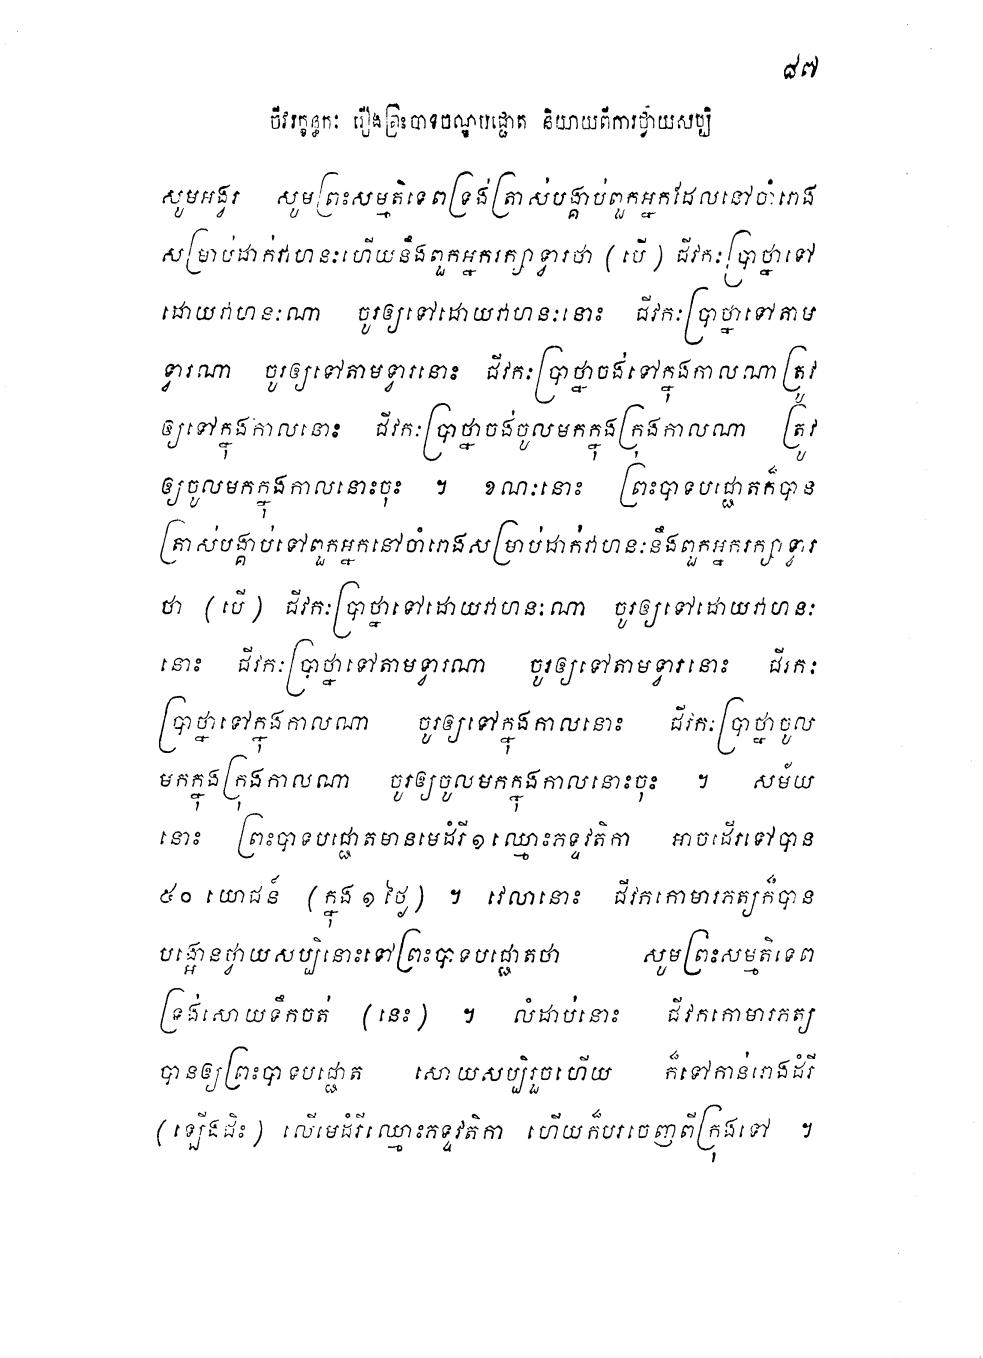 ៨៧
ចីវរក្ខន្ធកៈ រឿងព្រះបាទចណ្ឌបជ្ជោត និយាយពីការថ្វាយសប្បិ
សូមអង្វរ សូមព្រះសម្មតិទេពទ្រង់ត្រាស់បង្គាប់ពួកអ្នកដែលនៅចាំរោង
សម្រាប់ដាក់វាហនៈហើយនឹងពួកអ្នករក្សាទ្វារថា (បើ) ជីវកៈប្រាថ្នាទៅ
ដោយវាហនៈណា ចូរឲ្យទៅដោយវាហនៈនោះ ជីវកៈប្រាថ្នាទៅតាម
ទ្វារណា ចូរឲ្យទៅតាមទ្វារនោះ ជីវកៈប្រាថ្នាចង់ទៅក្នុងកាលណាត្រូវ
ឲ្យទៅក្នុងកាលនោះ ជីវកៈប្រាថ្នាចង់ចូលមកក្នុងក្រុងកាលណា ត្រូវ
ឲ្យចូលមកក្នុងកាលនោះចុះ ។ ខណៈនោះ ព្រះបាទបជ្ជោតក៏បាន
ត្រាស់បង្គាប់ទៅពួកអ្នកនៅចាំរោងសម្រាប់ដាក់វាហនៈនឹងពួកអ្នករក្សាទ្វារ
ថា (បើ) ជីវកៈប្រាថ្នាទៅដោយវាហនៈណា ចូរឲ្យទៅដោយវាហនៈ
នោះ ជីវកៈប្រាថ្នាទៅតាមទ្វារណា ចូរឲ្យទៅតាមទ្វារនោះ ជីវកៈ
ប្រាថ្នាទៅក្នុងកាលណា ចូរឲ្យទៅក្នុងកាលនោះ ជីវកៈប្រាថ្នាចូល
មកក្នុងក្រុងកាលណា ចូរឲ្យចូលមកក្នុងកាលនោះចុះ ។ សម័យ
នោះ ព្រះបាទបជ្ជោតមានមេដំរី១ឈ្មោះភទ្ទវតិកា អាចដើរទៅបាន
៥០ យោជន៍ (ក្នុង ១ ថ្ងៃ) ។ វេលានោះ ជីវកកោមារភត្យក៏បាន
បង្អោនថ្វាយសប្បិនោះទៅព្រះបាទបជ្ជោតថា សូមព្រះសម្មតិទេព
ទ្រង់សោយទឹកចត់ (នេះ) ។ លំដាប់នោះ ជីវកកោមារភត្យ
បានឲ្យព្រះបាទបជ្ជោត សោយសប្បិរួចហើយ ក៏ទៅកាន់រោងដំរី
(ឡើងជិះ) លើមេដំរីឈ្មោះភទ្ទវតិកា ហើយក៏បរចេញពីក្រុងទៅ ។